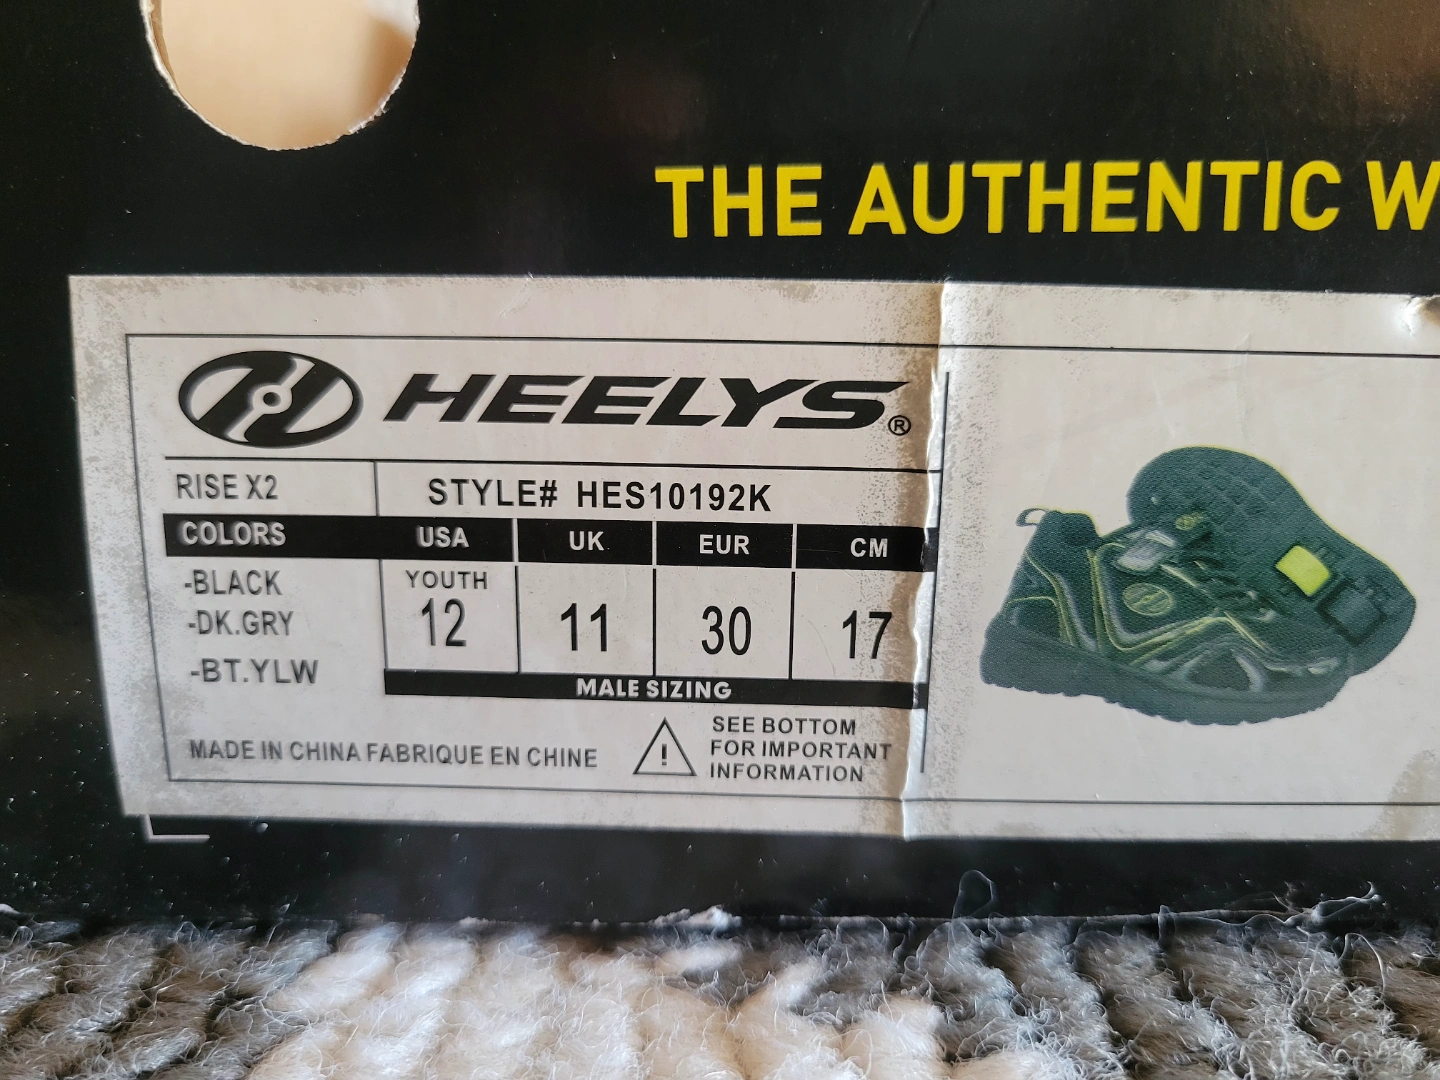 THE AUTHENTIC W
HEELYS®
RISE X2 STYLE# HES10192K
COLORS USA UK EUR CM
-BLACK YOUTH
-DK.GRY 12 11 30 17
-BT.YLW MALE SIZING
MADE IN CHINA FABRIQUE EN CHINE
! SEE BOTTOM
FOR IMPORTANT
INFORMATION